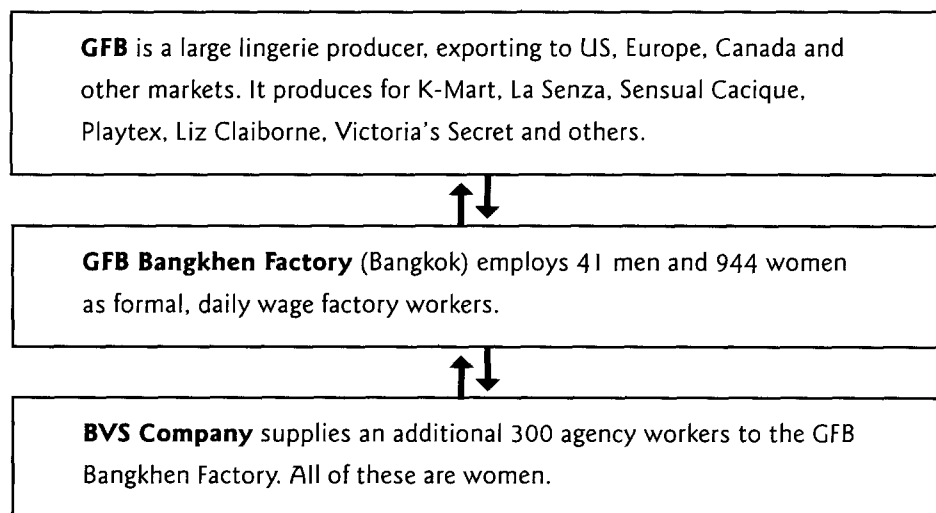 GFB is a large lingerie producer, exporting to US, Europe, Canada and
other markets. It produces for K-Mart, La Senza, Sensual Cacique,
Playtex, Liz Claiborne, Victoria's Secret and others.
GFB Bangkhen Factory (Bangkok) employs 41 men and 944 women
as formal, daily wage factory workers.
BVS Company supplies an additional 300 agency workers to the GFB
Bangkhen Factory. All of these are women.